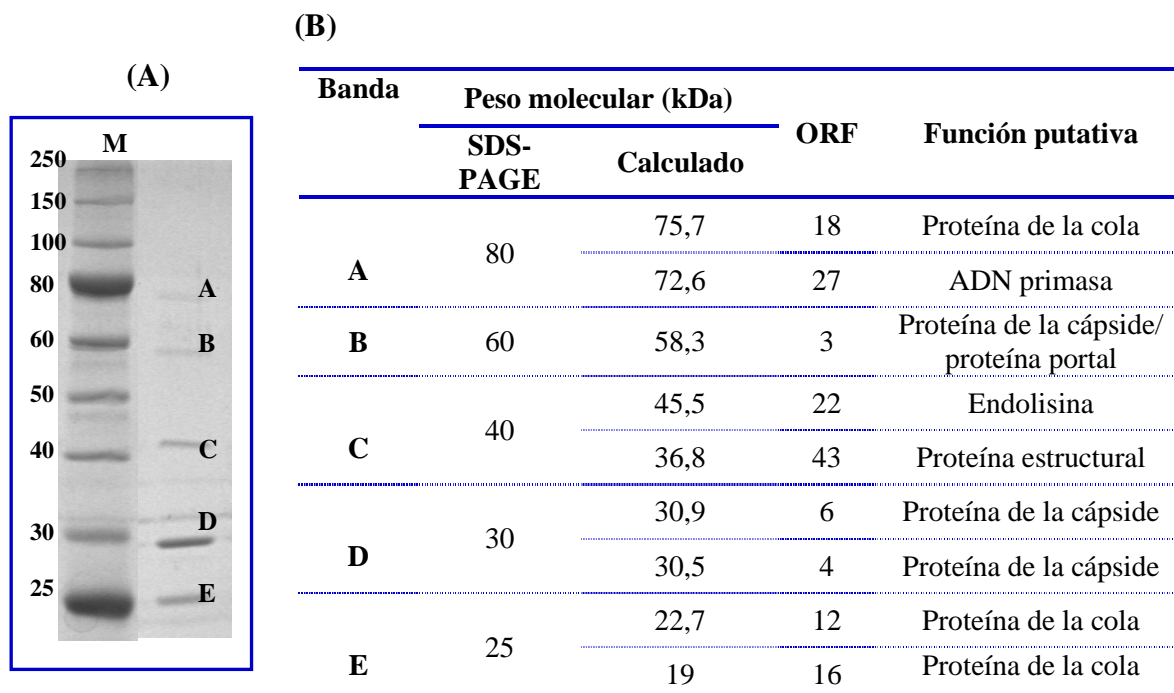 (A)
M
250
150
100
80
60
50
40
30
25
A
B
C
D
E
(B)
Banda Peso molecular (kDa) ORF Función putativa
SDS-PAGE Calculado
A 80 75,7 18 Proteína de la cola
72,6 27 ADN primasa
B 60 58,3 3 Proteína de la cápside/
proteína portal
C 40 45,5 22 Endolisina
36,8 43 Proteína estructural
D 30 30,9 6 Proteína de la cápside
30,5 4 Proteína de la cápside
E 25 22,7 12 Proteína de la cola
19 16 Proteína de la cola